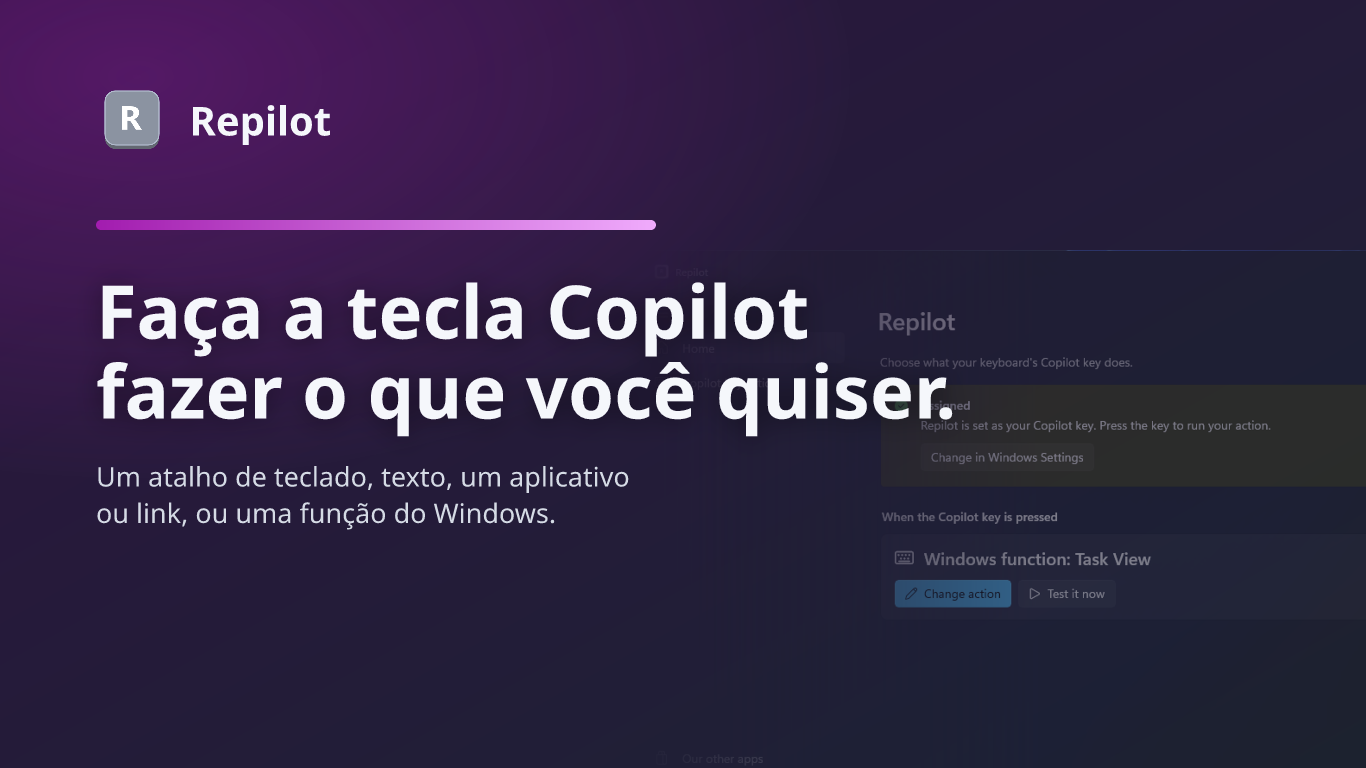 R
Repilot
Faça a tecla Copilot
fazer o que você quiser.
Um atalho de teclado, texto, um aplicativo
ou link, ou uma função do Windows.
Repilot
Home
Repilot
Choose what your keyboard's Copilot key does.
Repilot is set as your Copilot key. Press the key to run your action.
Change in Windows Settings
When the Copilot key is pressed
Windows function: Task View
Change action
Test it now
Our other apps